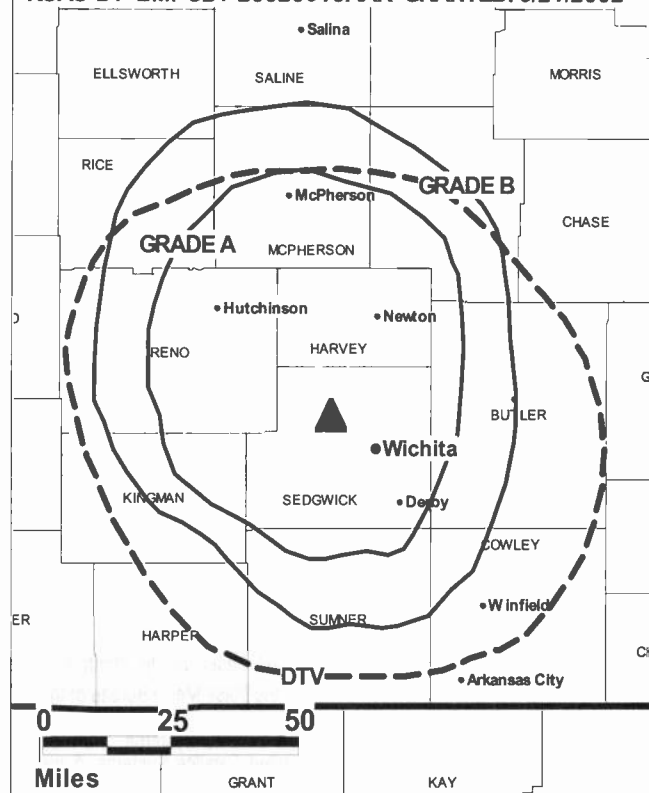 Salina
ELLSWORTH
SALINE
MORRIS
RICE
GRADE B
McPherson
CHASE
GRADE A
MCPHERSON
Hutchinson
Newton
RENO
HARVEY
BUTLER
Wichita
KINGMAN
SEDGWICK
Derby
COWLEY
Winfield
ER
SUMNER
HARPER
DTV
Arkansas City
0 25 50
Miles
GRANT
KAY